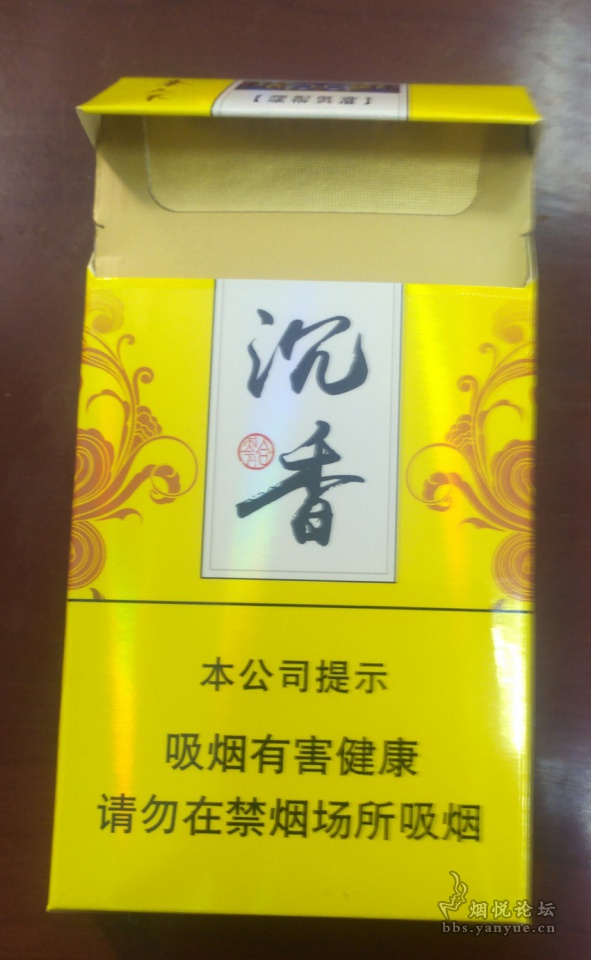 沉香
本公司提示
吸烟有害健康
请勿在禁烟场所吸烟
烟悦论坛
bbs.yanyue.cn